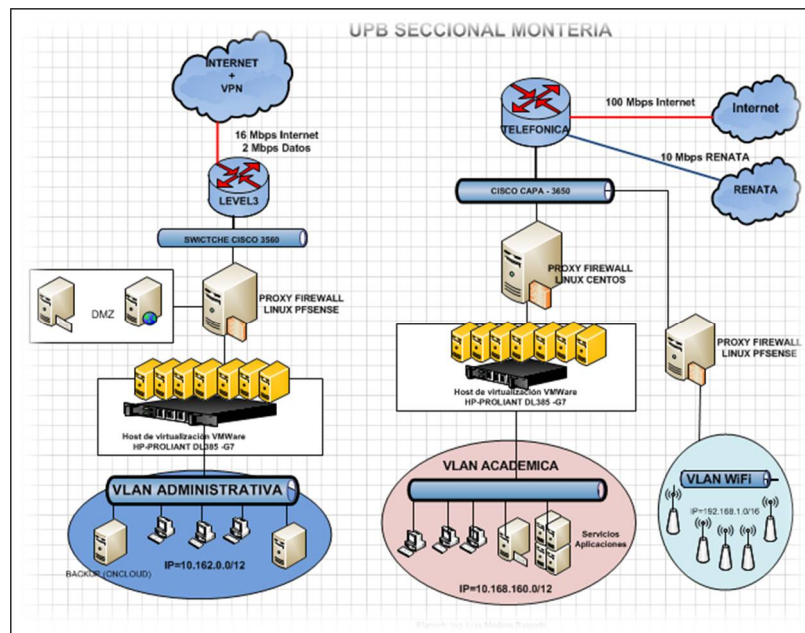 UPB SECCIONAL MONTERIA
INTERNET
+
VPN
16 Mbps Internet
2 Mbps Datos
LEVEL3
SWICTCHE CISCO 3560
DMZ
PROXY FIREWALL
LINUX PFSENSE
Host de virtualización VMWare
HP-PROLIANT DL385 -G7
VLAN ADMINISTRATIVA
BACKUP (ONCLOUD)
IP=10.162.0.0/12
TELEFONICA
100 Mbps Internet
Internet
10 Mbps RENATA
RENATA
CISCO CAPA - 3650
PROXY FIREWALL
LINUX CENTOS
Host de virtualización VMWare
HP-PROLIANT DL385 -G7
PROXY FIREWALL
LINUX PFSENSE
VLAN ACADEMICA
Servicios
Aplicaciones
IP=10.168.160.0/12
VLAN WiFi
IP=192.168.1.0/16